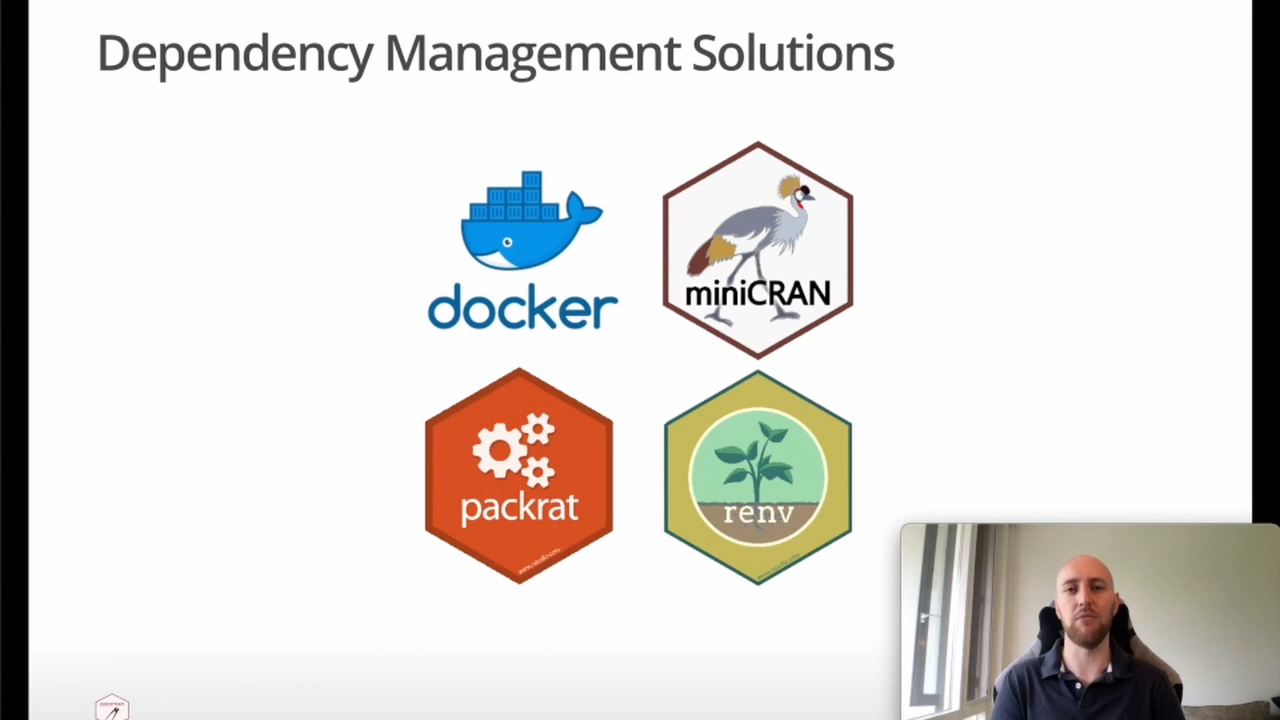 Dependency Management Solutions
docker
miniCRAN
packrat
renv